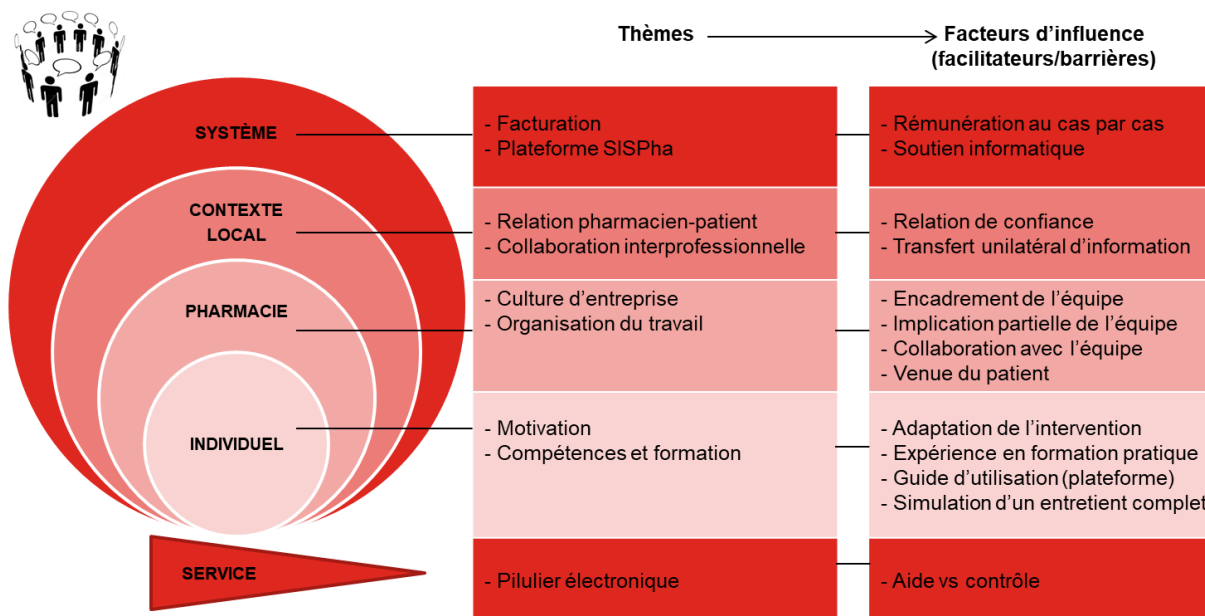 Thèmes
Facteurs d'influence
(facilitateurs/barrières)
SYSTÈME
- Facturation
- Plateforme SISPha
- Rémunération au cas par cas
- Soutien informatique
CONTEXTE
LOCAL
- Relation pharmacien-patient
- Collaboration interprofessionnelle
- Relation de confiance
- Transfert unilatéral d'information
PHARMACIE
- Culture d'entreprise
- Organisation du travail
- Encadrement de l'équipe
- Implication partielle de l'équipe
- Collaboration avec l'équipe
- Venue du patient
INDIVIDUEL
- Motivation
- Compétences et formation
- Adaptation de l'intervention
- Expérience en formation pratique
- Guide d'utilisation (plateforme)
- Simulation d'un entretient complet
SERVICE
- Pilulier électronique
- Aide vs contrôle